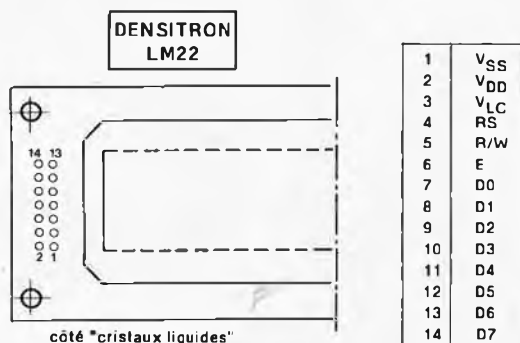 DENSITRON
LM22
14 13
2 1
côté "cristaux liquides"
1 VSS
2 VDD
3 VLC
4 RS
5 R/W
6 E
7 D0
8 D1
9 D2
10 D3
11 D4
12 D5
13 D6
14 D7